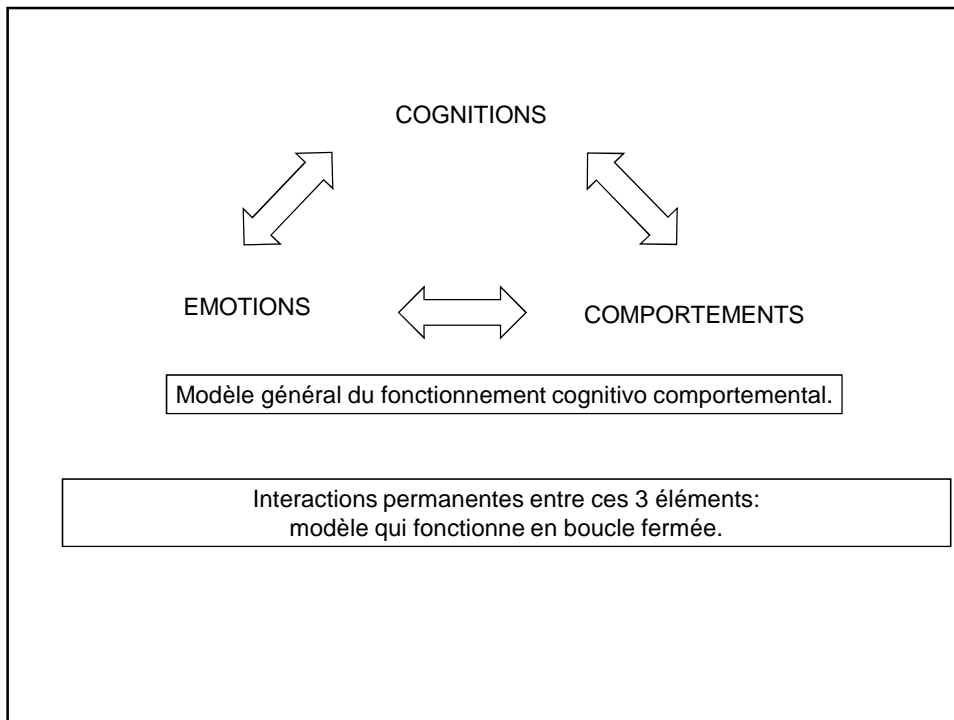 COGNITIONS
EMOTIONS
COMPORTEMENTS
Modèle général du fonctionnement cognitivo comportemental.
Interactions permanentes entre ces 3 éléments:
modèle qui fonctionne en boucle fermée.